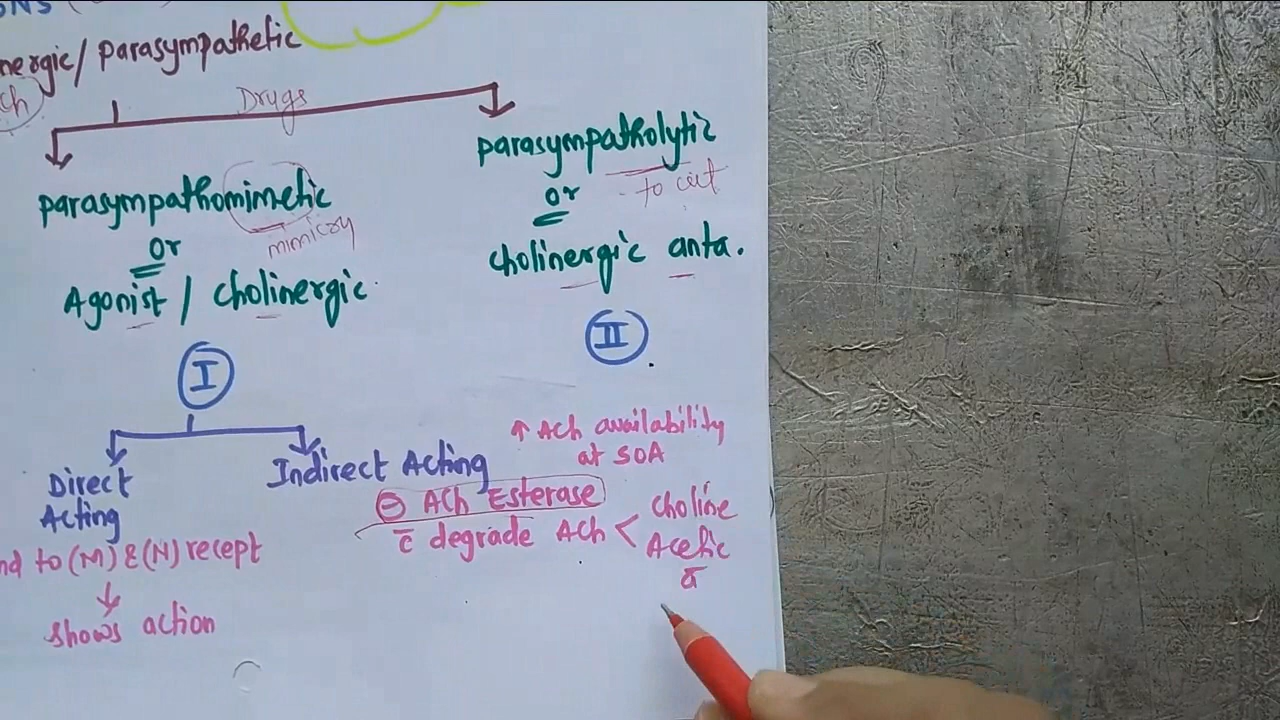 ONS (
nergic/ parasympathetic
ch
Drugs
parasympathomimetic
mimicry
Or
Agonist / cholinergic
parasympatholytic
to cut
Or
cholinergic anta.
I
II
Direct
Acting
nd to (M) & (N) recept
↓
shows action
Indirect Acting
↑ Ach availability
at SOA
⊖ Ach Esterase
c̅ degrade Ach <
choline
Acetic